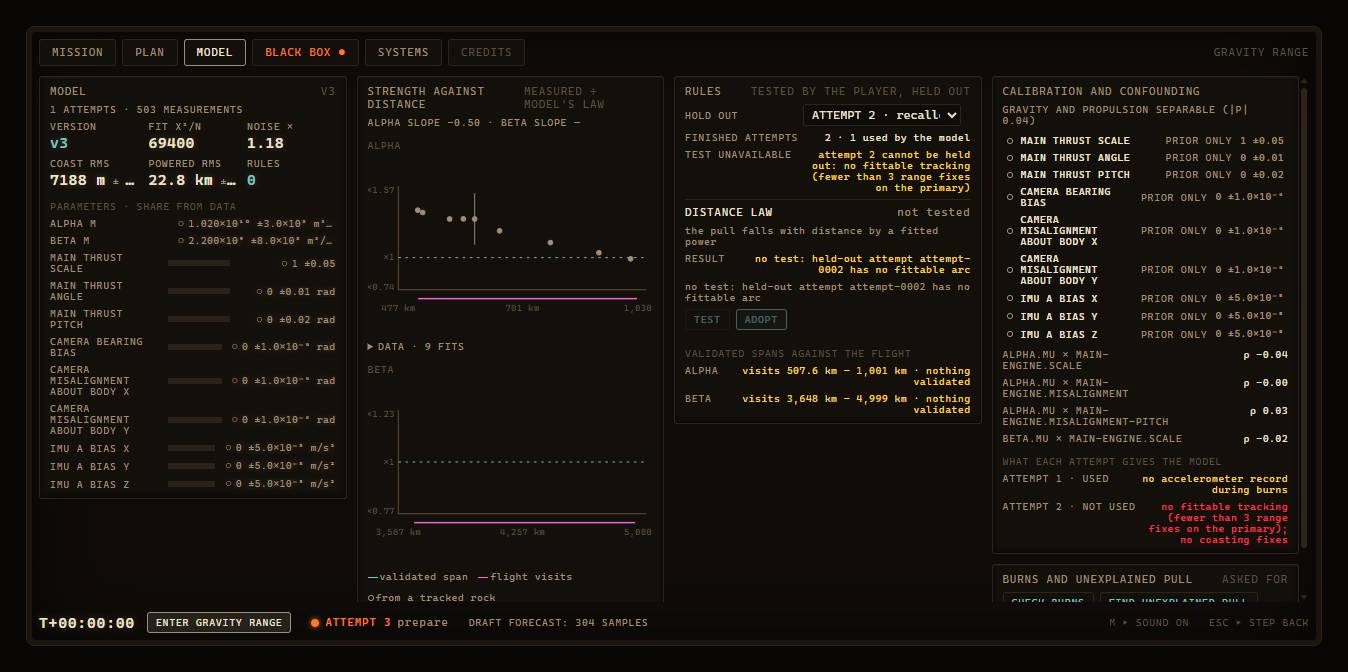 MISSION
PLAN
MODEL
BLACK BOX
SYSTEMS
CREDITS
GRAVITY RANGE
MODEL V3
1 ATTEMPTS · 503 MEASUREMENTS
VERSION FIT X²/N NOISE ×
v3 69400 1.18
COAST RMS POWERED RMS RULES
7188 m ± … 22.8 km ±… 0
PARAMETERS · SHARE FROM DATA
ALPHA M
BETA M
MAIN THRUST SCALE 1 ±0.05
MAIN THRUST ANGLE 0 ±0.01 rad
MAIN THRUST PITCH 0 ±0.02 rad
CAMERA BEARING BIAS
CAMERA MISALIGNMENT ABOUT BODY X
CAMERA MISALIGNMENT ABOUT BODY Y
IMU A BIAS X
IMU A BIAS Y
IMU A BIAS Z
STRENGTH AGAINST DISTANCE
MEASURED ÷ MODEL'S LAW
ALPHA SLOPE −0.50 · BETA SLOPE —
ALPHA
×1.57
×1
×0.74
477 km 701 km 1,030
▶ DATA · 9 FITS
BETA
×1.23
×1
×0.77
3,567 km 4,257 km 5,080
validated span flight visits
from a tracked rock
RULES TESTED BY THE PLAYER, HELD OUT
HOLD OUT ATTEMPT 2 · recall
FINISHED ATTEMPTS 2 · 1 used by the model
TEST UNAVAILABLE attempt 2 cannot be held
out: no fittable tracking
(fewer than 3 range fixes
on the primary)
DISTANCE LAW not tested
the pull falls with distance by a fitted
power
RESULT no test: held-out attempt attempt-
0002 has no fittable arc
no test: held-out attempt attempt-0002 has no
fittable arc
TEST ADOPT
VALIDATED SPANS AGAINST THE FLIGHT
ALPHA visits 507.6 km – 1,001 km · nothing
validated
BETA visits 3,648 km – 4,999 km · nothing
validated
CALIBRATION AND CONFOUNDING
GRAVITY AND PROPULSION SEPARABLE (|ρ|
0.04)
MAIN THRUST SCALE PRIOR ONLY 1 ±0.05
MAIN THRUST ANGLE PRIOR ONLY 0 ±0.01
MAIN THRUST PITCH PRIOR ONLY 0 ±0.02
CAMERA BEARING BIAS PRIOR ONLY
CAMERA MISALIGNMENT ABOUT BODY X PRIOR ONLY
CAMERA MISALIGNMENT ABOUT BODY Y PRIOR ONLY
IMU A BIAS X PRIOR ONLY
IMU A BIAS Y PRIOR ONLY
IMU A BIAS Z PRIOR ONLY
ALPHA.MU × MAIN-ENGINE.SCALE ρ −0.04
ALPHA.MU × MAIN-ENGINE.MISALIGNMENT ρ −0.00
ALPHA.MU × MAIN-ENGINE.MISALIGNMENT-PITCH ρ 0.03
BETA.MU × MAIN-ENGINE.SCALE ρ −0.02
WHAT EACH ATTEMPT GIVES THE MODEL
ATTEMPT 1 · USED no accelerometer record
during burns
ATTEMPT 2 · NOT USED no fittable tracking
(fewer than 3 range
fixes on the primary);
no coasting fixes
BURNS AND UNEXPLAINED PULL ASKED FOR
CHECK BURNS FIND UNEXPLAINED PULL
T+00:00:00
ENTER GRAVITY RANGE
ATTEMPT 3 prepare
DRAFT FORECAST: 304 SAMPLES
M ▸ SOUND ON ESC ▸ STEP BACK